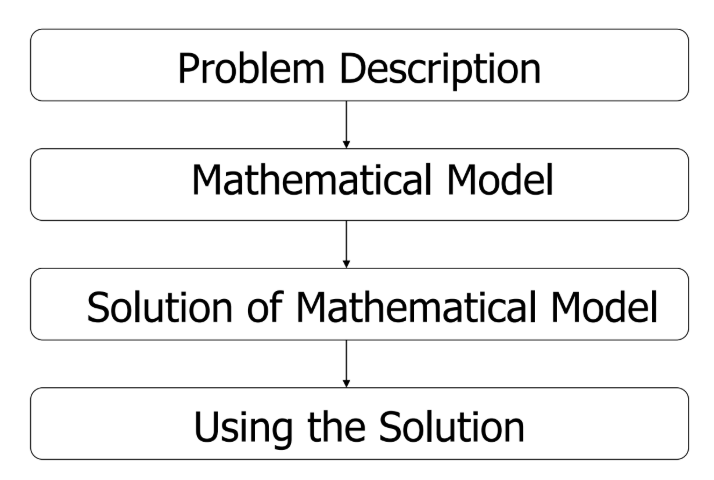 Problem Description
Mathematical Model
Solution of Mathematical Model
Using the Solution